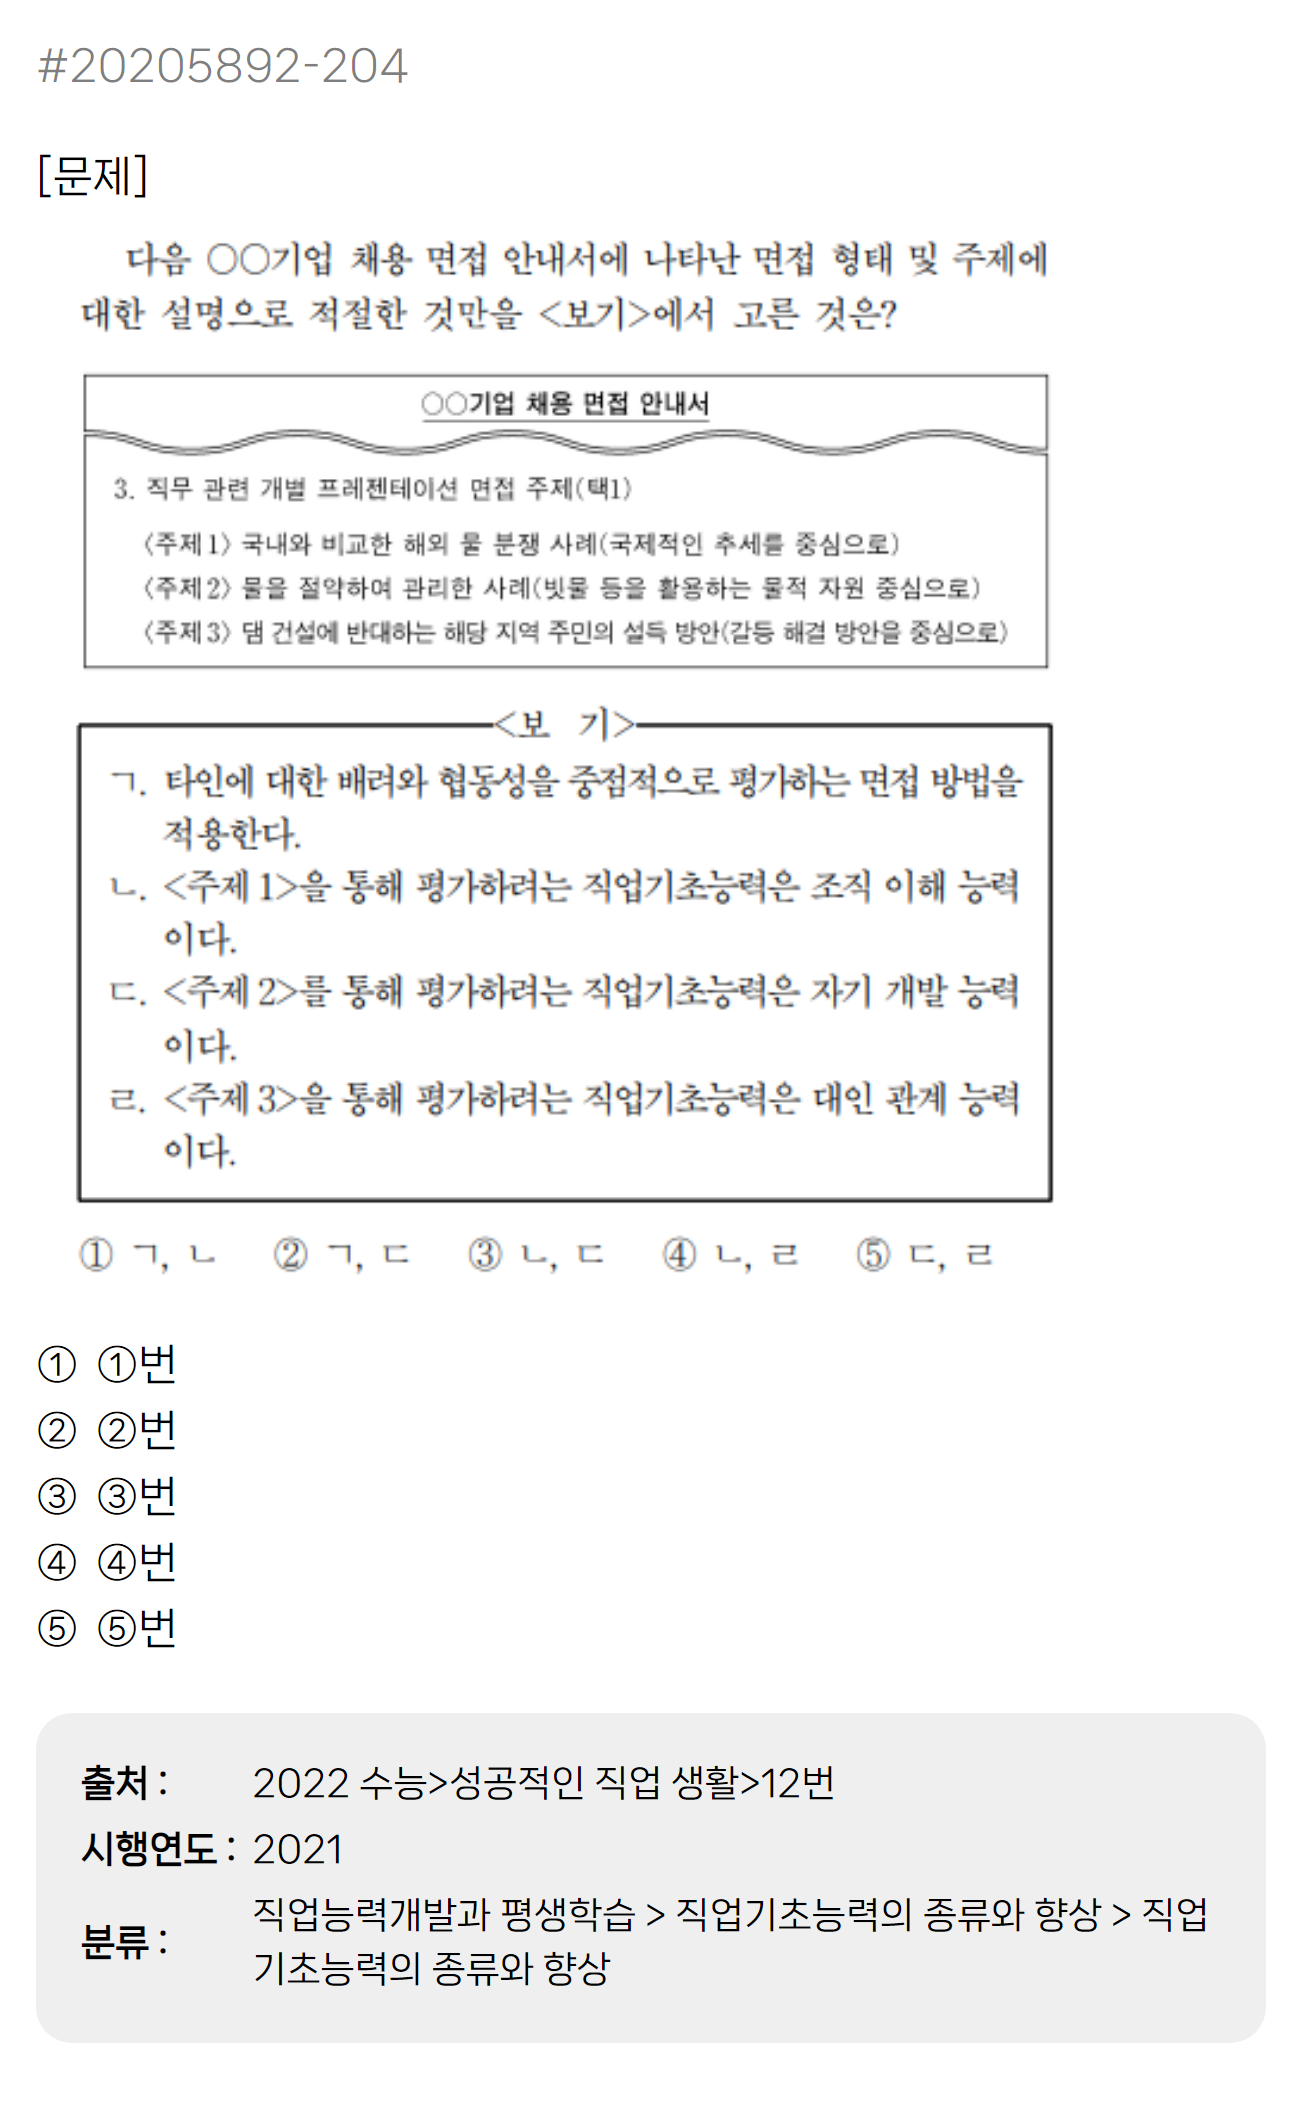 #20205892-204
[문제]
다음 ○○기업 채용 면접 안내서에 나타난 면접 형태 및 주제에
대한 설명으로 적절한 것만을 <보기>에서 고른 것은?
○○기업 채용 면접 안내서
3. 직무 관련 개별 프레젠테이션 면접 주제(택1)
〈주제1〉 국내와 비교한 해외 물 분쟁 사례(국제적인 추세를 중심으로)
〈주제2〉 물을 절약하여 관리한 사례(빗물 등을 활용하는 물적 자원 중심으로)
〈주제3〉 댐 건설에 반대하는 해당 지역 주민의 설득 방안(갈등 해결 방안을 중심으로)
<보 기>
ㄱ. 타인에 대한 배려와 협동성을 중점적으로 평가하는 면접 방법을
적용한다.
ㄴ. <주제 1>을 통해 평가하려는 직업기초능력은 조직 이해 능력
이다.
ㄷ. <주제 2>를 통해 평가하려는 직업기초능력은 자기 개발 능력
이다.
ㄹ. <주제 3>을 통해 평가하려는 직업기초능력은 대인 관계 능력
이다.
① ㄱ, ㄴ ② ㄱ, ㄷ ③ ㄴ, ㄷ ④ ㄴ, ㄹ ⑤ ㄷ, ㄹ
① ①번
② ②번
③ ③번
④ ④번
⑤ ⑤번
출처 : 2022 수능>성공적인 직업 생활>12번
시행연도 : 2021
분류 : 직업능력개발과 평생학습 > 직업기초능력의 종류와 향상 > 직업
기초능력의 종류와 향상